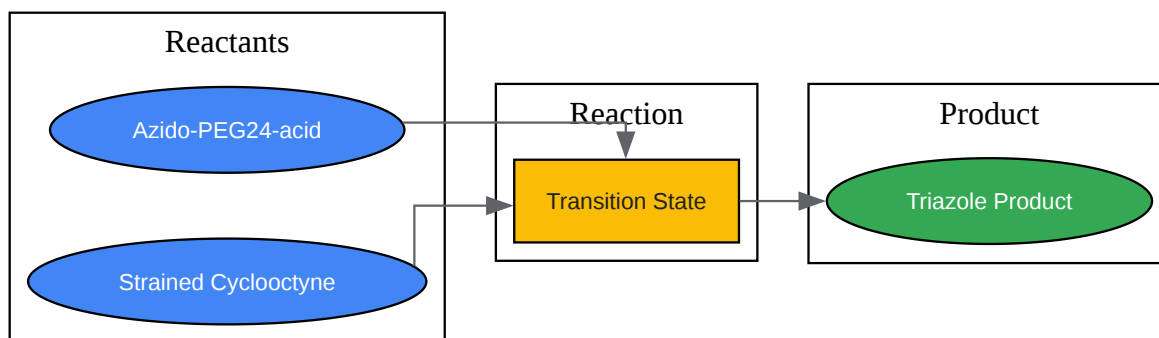 Reactants
Azido-PEG24-acid
Strained Cyclooctyne
Reaction
Transition State
Product
Triazole Product